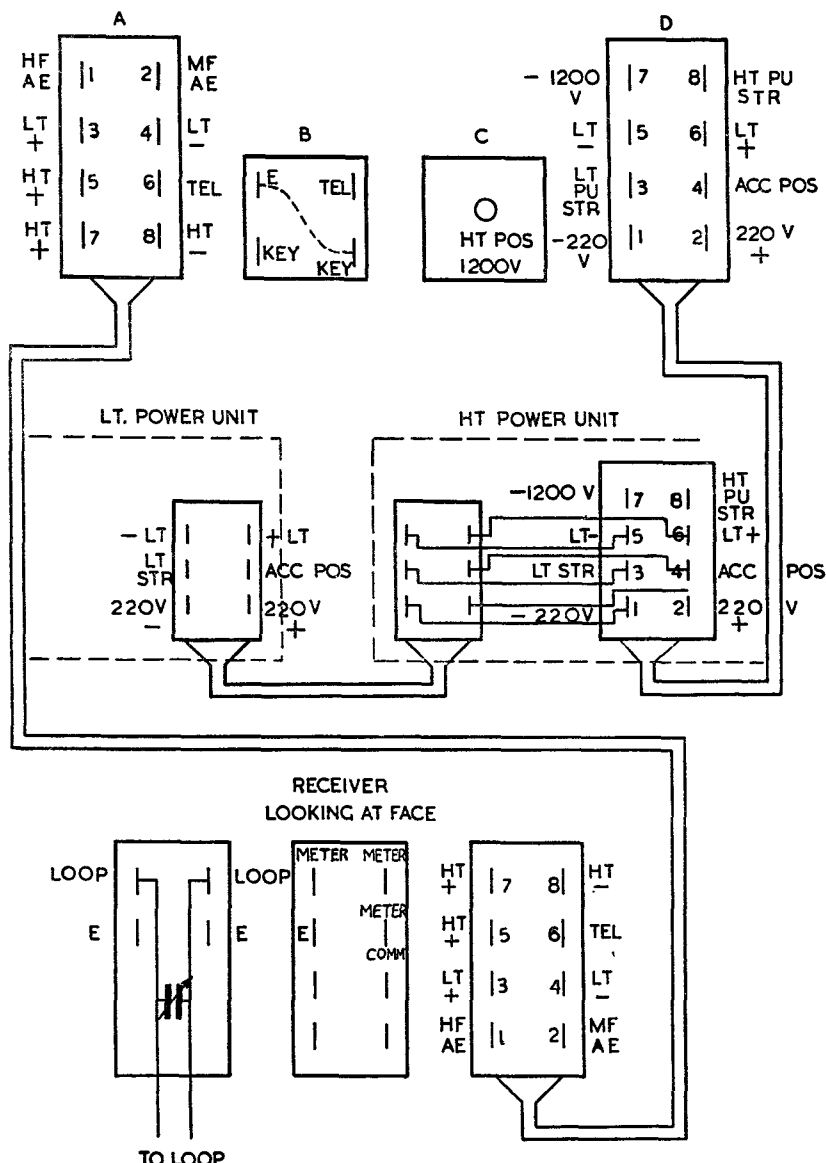 A
HF AE 1 2 MF AE
LT + 3 4 LT -
HT + 5 6 TEL
HT + 7 8 HT -
B
E TEL
KEY KEY
C
HT POS
1200V
D
- 1200 V 7 8 HT PU STR
LT - 5 6 LT +
LT PU STR 3 4 ACC POS
-220 V 1 2 220 V +
LT. POWER UNIT
- LT + LT
LT STR ACC POS
220V - 220V +
HT POWER UNIT
-1200 V 7 8 HT PU STR
LT- 5 6 LT+
LT STR 3 4 ACC POS
- 220V 1 2 220 V +
RECEIVER
LOOKING AT FACE
LOOP LOOP
E E
TO LOOP
METER METER
METER
E
COMM
HT + 7 8 HT -
HT + 5 6 TEL
LT + 3 4 LT -
HF AE 1 2 MF AE